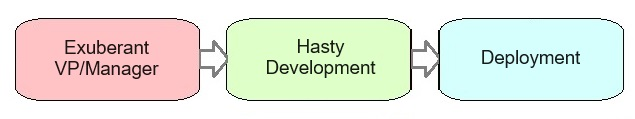 Exuberant
VP/Manager
Hasty
Development
Deployment